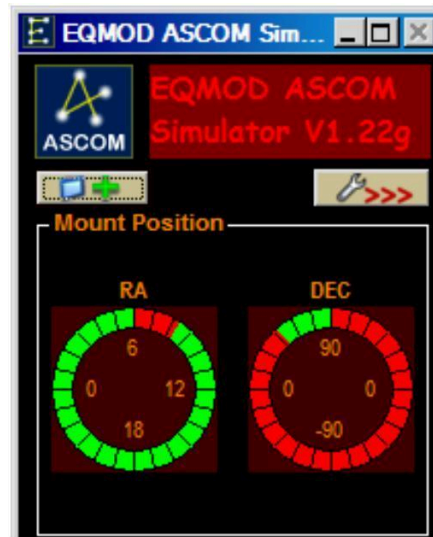 EQMOD ASCOM Sim...
ASCOM
EQMOD ASCOM
Simulator V1.22g
>>>
Mount Position
RA
DEC
6
0
12
18
90
0
0
-90